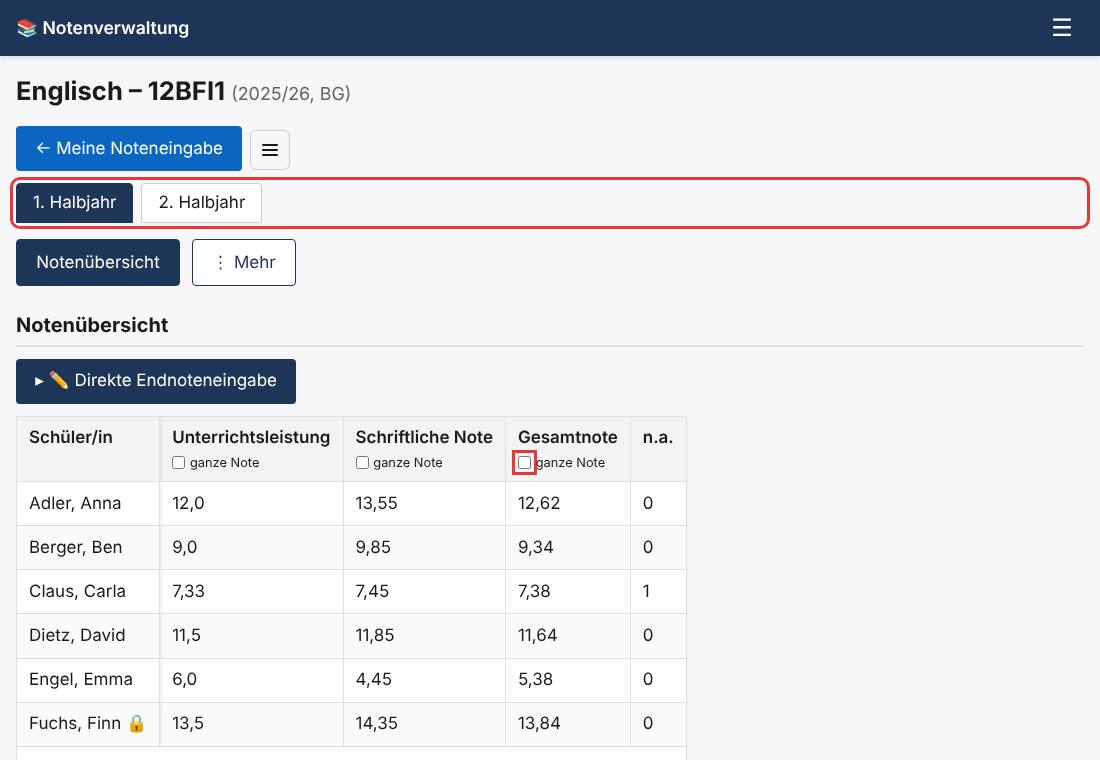 📚 Notenverwaltung ☰
Englisch – 12BFI1 (2025/26, BG)
← Meine Noteneingabe ☰
1. Halbjahr 2. Halbjahr
Notenübersicht ⋮ Mehr
Notenübersicht
▸ ✏️ Direkte Endnoteneingabe
Schüler/in Unterrichtsleistung Schriftliche Note Gesamtnote n.a.
ganze Note ganze Note ganze Note
Adler, Anna 12,0 13,55 12,62 0
Berger, Ben 9,0 9,85 9,34 0
Claus, Carla 7,33 7,45 7,38 1
Dietz, David 11,5 11,85 11,64 0
Engel, Emma 6,0 4,45 5,38 0
Fuchs, Finn 🔒 13,5 14,35 13,84 0